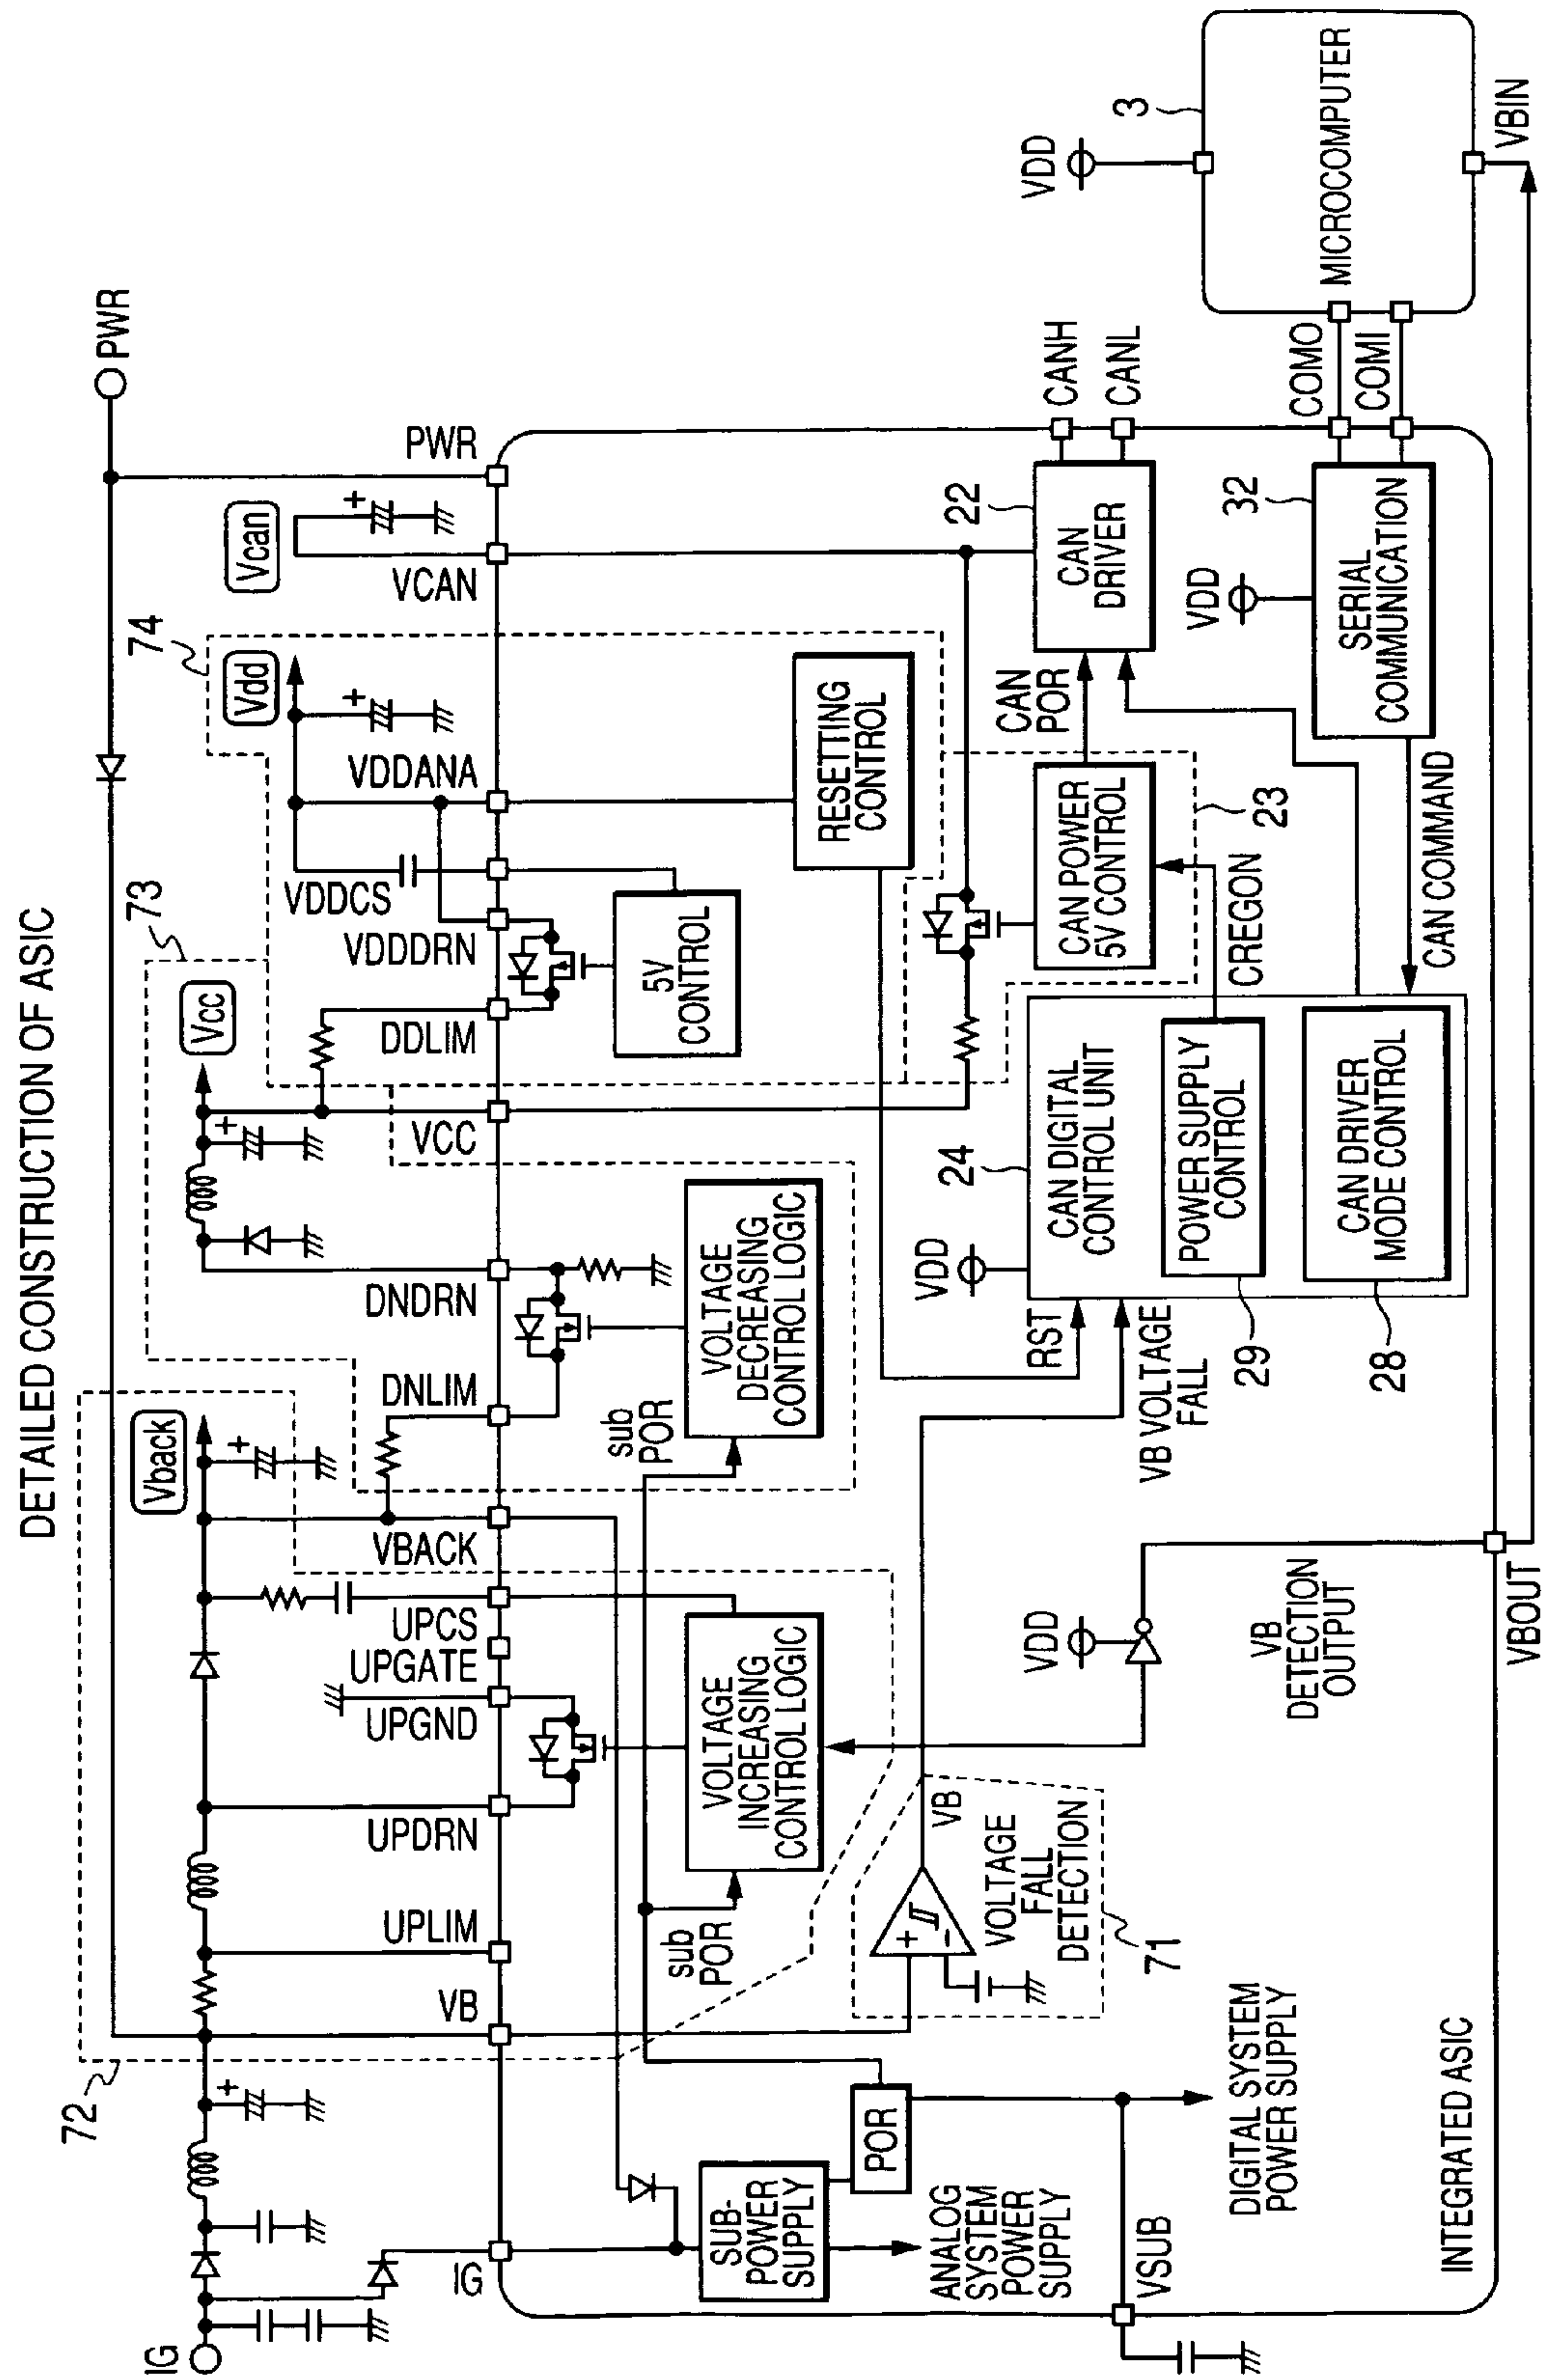 DETAILED CONSTRUCTION OF ASIC
IG
72
73
74
PWR
Vback
Vcc
Vdd
Vcan
IG
VB
UPLIM
UPDRN
UPGND
UPGATE
UPCS
VBACK
DNLIM
DNDRN
VCC
DDLIM
VDDDRN
VDDCS
VDDANA
VCAN
PWR
SUB-
POWER
SUPPLY
POR
ANALOG
SYSTEM
POWER
SUPPLY
VSUB
DIGITAL SYSTEM
POWER SUPPLY
INTEGRATED ASIC
sub
POR
VOLTAGE
INCREASING
CONTROL LOGIC
+
−
VB
VOLTAGE
FALL
DETECTION
71
VDD
VB
DETECTION
OUTPUT
VBOUT
sub
POR
VOLTAGE
DECREASING
CONTROL LOGIC
5V
CONTROL
RESETTING
CONTROL
RST
VB VOLTAGE
FALL
VDD
24
CAN DIGITAL
CONTROL UNIT
POWER SUPPLY
CONTROL
29
CAN DRIVER
MODE CONTROL
28
CAN POWER
5V CONTROL
23
CREGON
CAN COMMAND
CAN
POR
CAN
DRIVER
22
CANH
CANL
VDD
SERIAL
COMMUNICATION
32
COMO
COMI
VDD
3
MICROCOMPUTER
VBIN